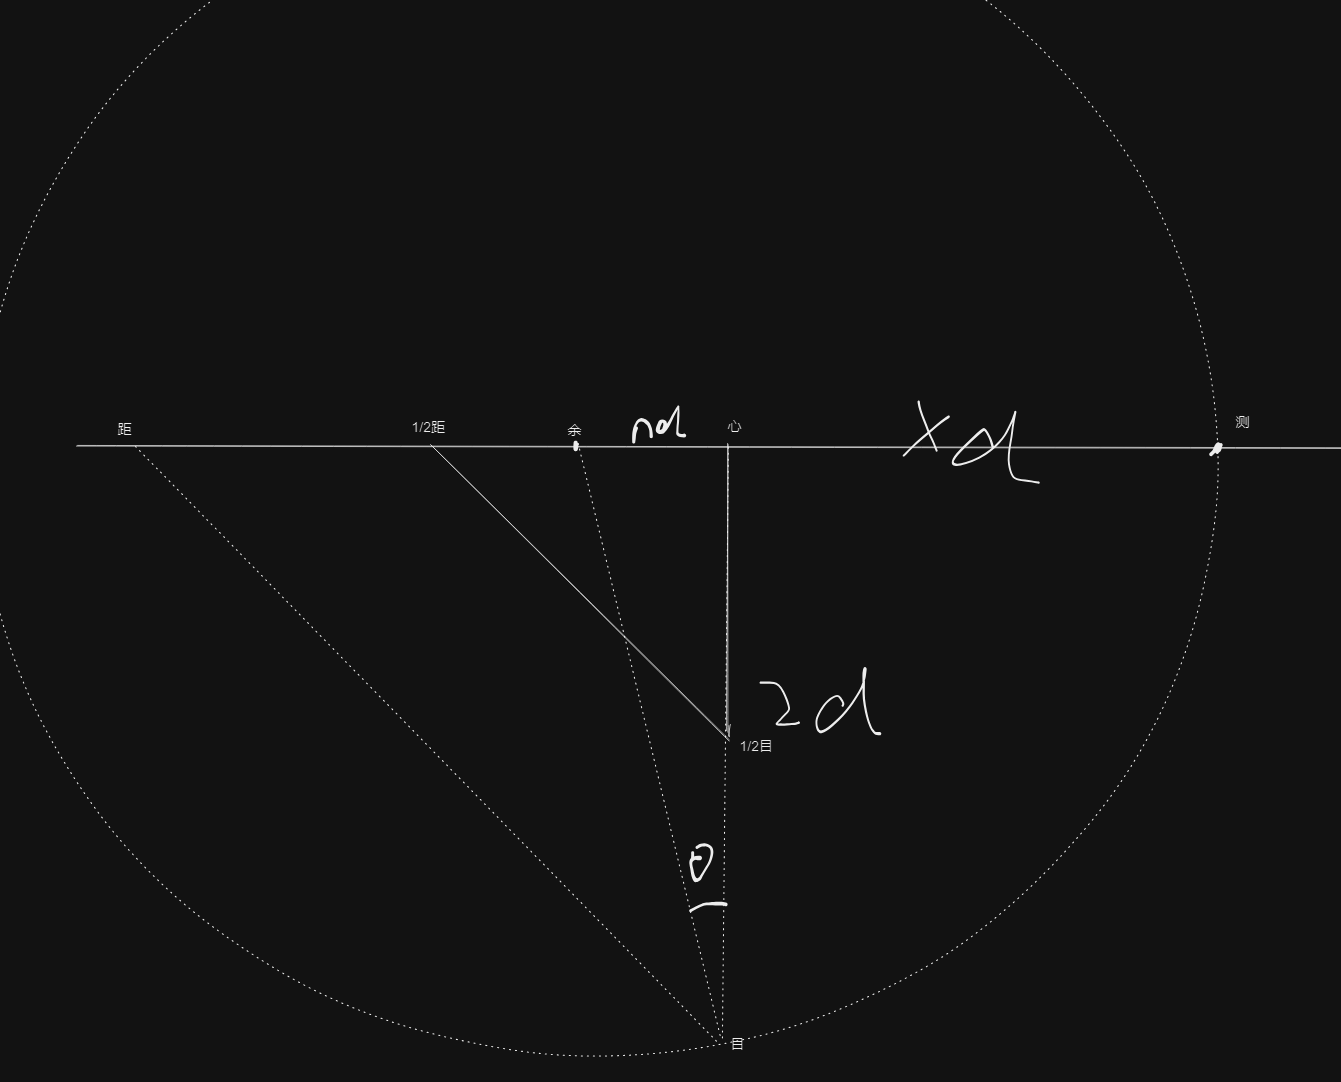 距 1/2距 余 nd 心 xd 测
2d
1/2目
θ
目